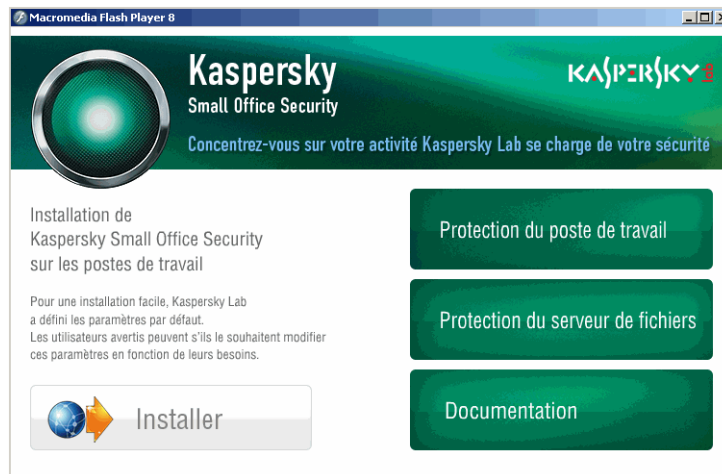 Macromedia Flash Player 8
Kaspersky
Small Office Security
KASPERSKY lab
Concentrez-vous sur votre activité Kaspersky Lab se charge de votre sécurité
Installation de
Kaspersky Small Office Security
sur les postes de travail
Pour une installation facile, Kaspersky Lab
a défini les paramètres par défaut.
Les utilisateurs avertis peuvent s'ils le souhaitent modifier
ces paramètres en fonction de leurs besoins.
Installer
Protection du poste de travail
Protection du serveur de fichiers
Documentation